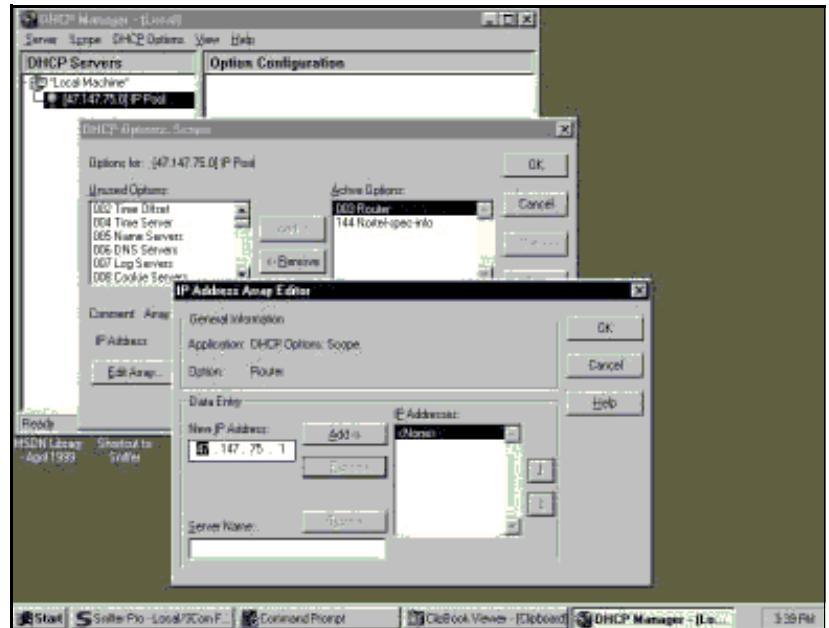 DHCP Manager - (Local)
Server Scope DHCP Options View Help
DHCP Servers
Option Configuration
"Local Machine"
[47.147.75.0] IP Pool
DHCP Options: Scope
Options for: [47.147.75.0] IP Pool
OK
Unused Options:
Active Options:
002 Time Offset
004 Time Server
005 Name Servers
006 DNS Servers
007 Log Servers
008 Cookie Servers
003 Router
144 Nortel-spec-info
Cancel
<- Remove
Comment: Array
IP Address
Edit Array...
IP Address Array Editor
General Information
Application: DHCP Options: Scope
Option: Router
OK
Cancel
Help
Data Entry
New IP Address:
47 .147 . 75 . 1
Add ->
IP Addresses:
<None>
Server Name:
Ready
MSDN Library - April 1999
Shortcut to Sniffer
Start
Sniffer Pro - Local/3Com F...
Command Prompt
ClipBook Viewer - [Clipboard]
DHCP Manager - (Lo...
3:39 PM